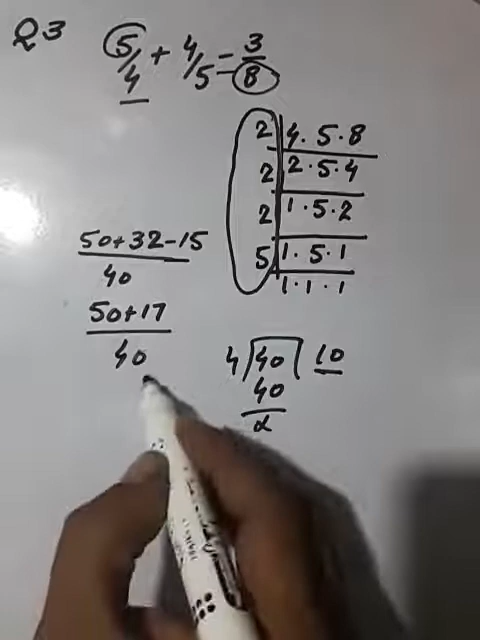 Q3
5/4 + 4/5 = 3/8
2 | 4.5.8
2 | 2.5.4
2 | 1.5.2
5 | 1.5.1
1.1.1
50+32-15
40
50+17
40
4)40(10
40